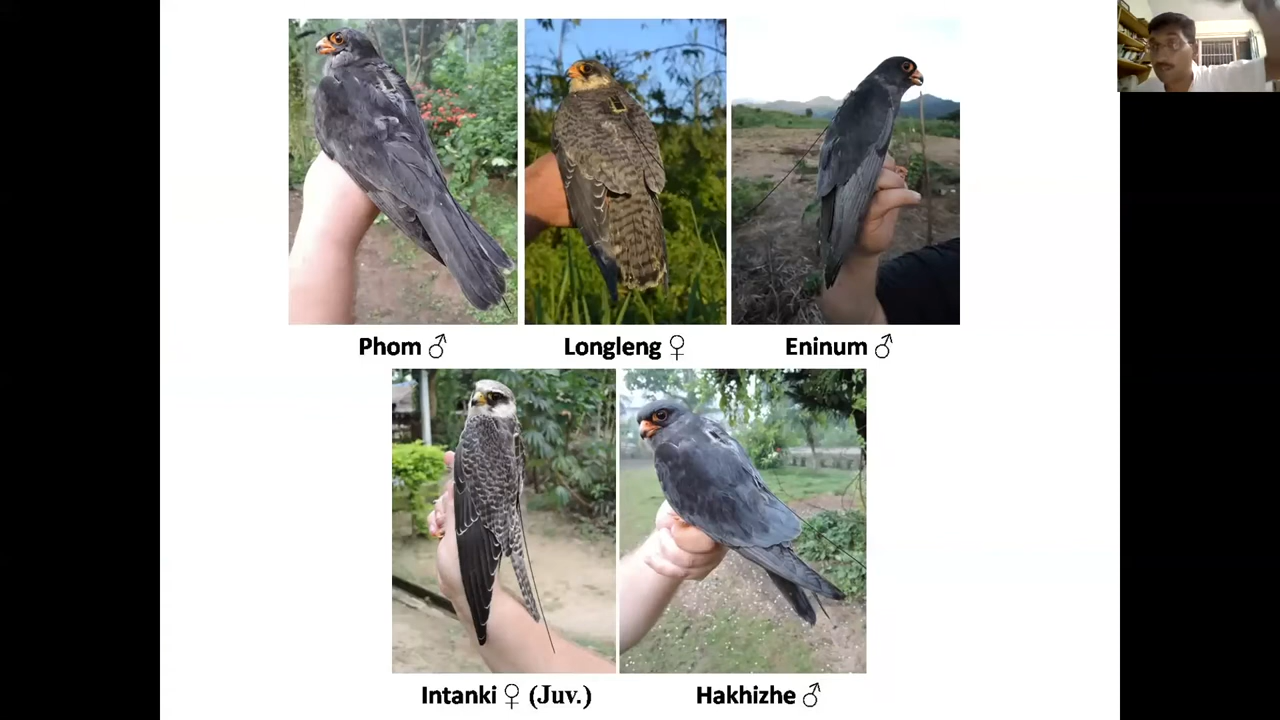 Phom ♂
Longleng ♀
Eninum ♂
Intanki ♀ (Juv.)
Hakhizhe ♂